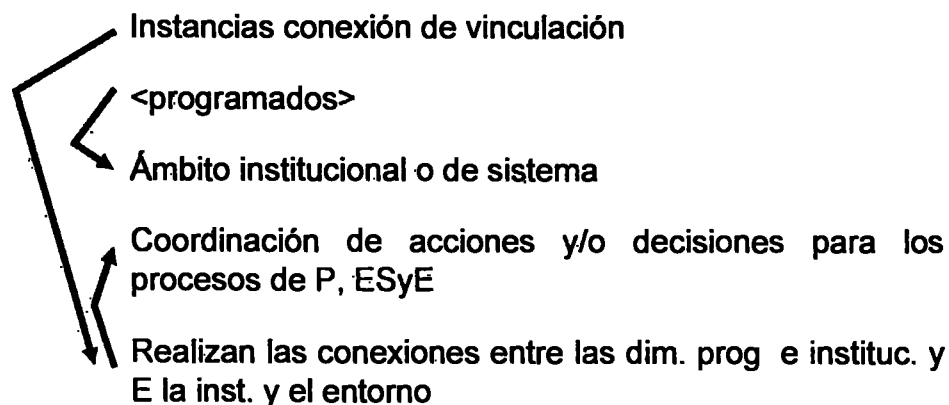 Instancias conexión de vinculación
<programados>
Ámbito institucional o de sistema
Coordinación de acciones y/o decisiones para los
procesos de P, ESyE
Realizan las conexiones entre las dim. prog e instituc. y
E la inst. y el entorno